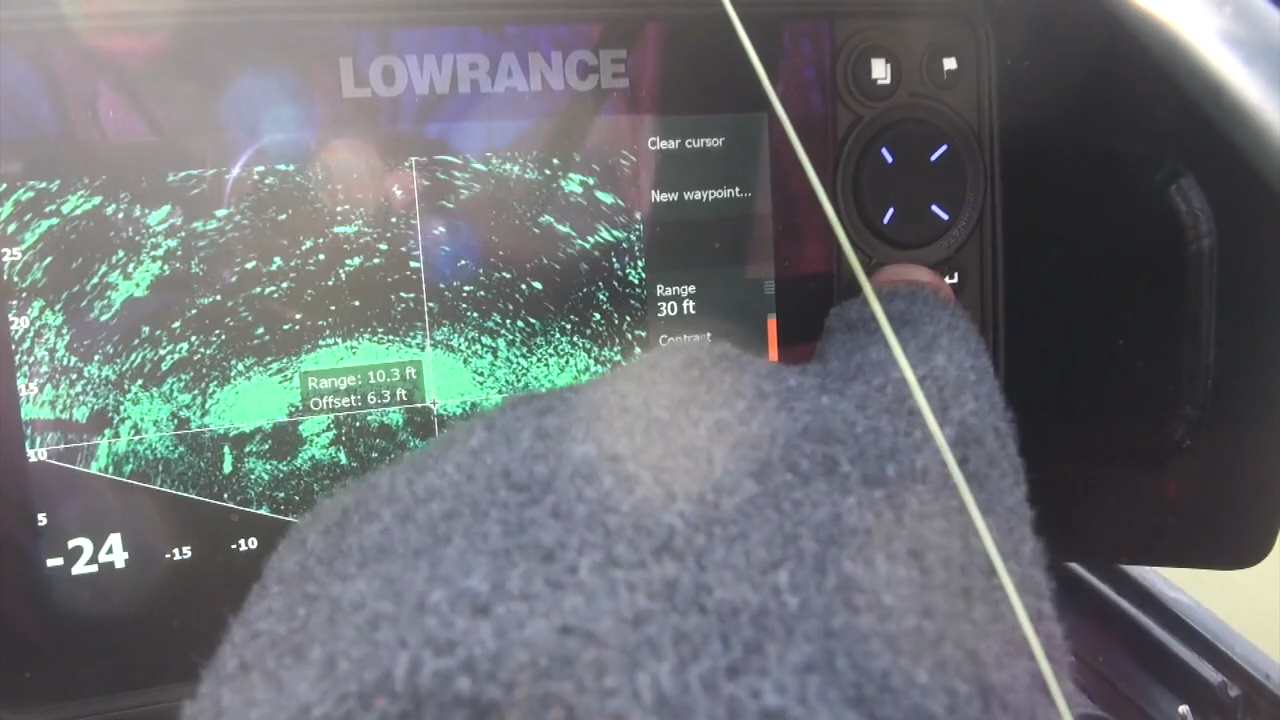 LOWRANCE
Clear cursor
New waypoint...
Range
30 ft
Contrast
25
20
15
10
5
Range: 10.3 ft
Offset: 6.3 ft
-24
-15
-10